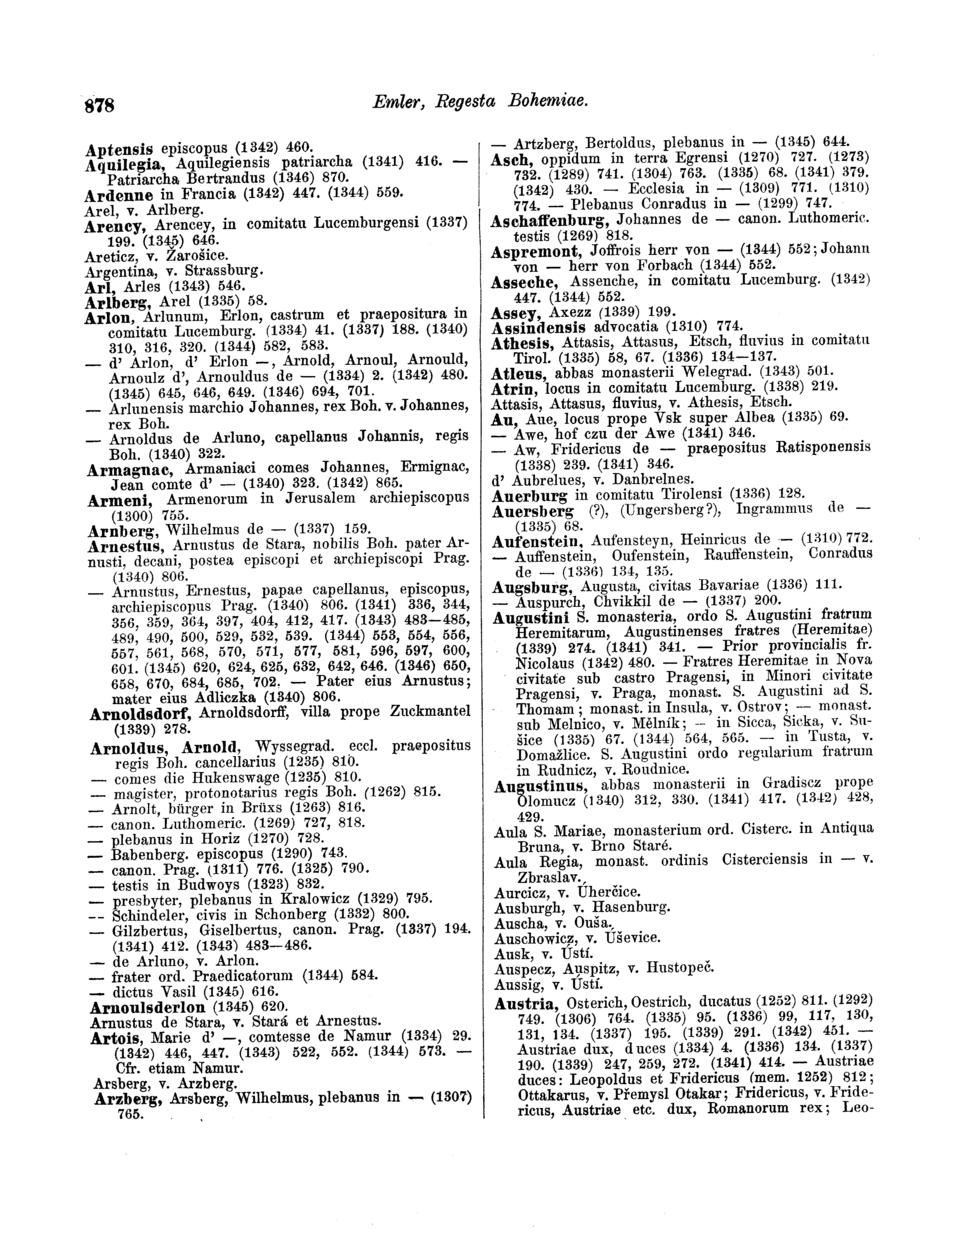 878
Emler, Regesta Bohemiae.
Aptensis episcopus (1342) 460.
Aquilegia, Aquilegiensis patriarcha (1341) 416. —
Patriarcha Bertrandus (1346) 870.
Ardenne in Francia (1342) 447. (1344) 559.
Arel, v. Arlberg.
Arency, Arencey, in comitatu Lucemburgensi (1337)
199. (1345) 646.
Areticz, v. Žarošice.
Argentina, v. Strassburg.
Arl, Arles (1343) 546.
Arlberg, Arel (1335) 58.
Arlon, Arlunum, Erlon, castrum et praepositura in
comitatu Lucemburg. (1334) 41. (1337) 188. (1340)
310, 316, 320. (1344) 582, 583.
— d' Arlon, d' Erlon —, Arnold, Arnoul, Arnould,
Arnoulz d', Arnouldus de — (1334) 2. (1342) 480.
(1345) 645, 646, 649. (1346) 694, 701.
— Arlunensis marchio Johannes, rex Boh. v. Johannes,
rex Boh.
— Arnoldus de Arluno, capellanus Johannis, regis
Boh. (1340) 322.
Armagnac, Armaniaci comes Johannes, Ermignac,
Jean comte d' — (1340) 323. (1342) 865.
Armeni, Armenorum in Jerusalem archiepiscopus
(1300) 755.
Arnberg, Wilhelmus de — (1337) 159.
Arnestus, Arnustus de Stara, nobilis Boh. pater Ar-
nusti, decani, postea episcopi et archiepiscopi Prag.
(1340) 806.
— Arnustus, Ernestus, papae capellanus, episcopus,
archiepiscopus Prag. (1340) 806. (1341) 336, 344,
356, 359, 364, 397, 404, 412, 417. (1343) 483—485,
489, 490, 500, 529, 532, 539. (1344) 553, 554, 556,
557, 561, 568, 570, 571, 577, 581, 596, 597, 600,
601. (1345) 620, 624, 625, 632, 642, 646. (1346) 650,
658, 670, 684, 685, 702. — Pater eius Arnustus;
mater eius Adliczka (1340) 806.
Arnoldsdorf, Arnoldsdorff, villa prope Zuckmantel
(1339) 278.
Arnoldus, Arnold, Wyssegrad. eccl. praepositus
regis Boh. cancellarius (1235) 810.
— comes die Hukenswage (1235) 810.
— magister, protonotarius regis Boh. (1262) 815.
— Arnolt, bürger in Brüxs (1263) 816.
— canon. Luthomeric. (1269) 727, 818.
— plebanus in Horiz (1270) 728.
— Babenberg. episcopus (1290) 743.
— canon. Prag. (1311) 776. (1325) 790.
— testis in Budwoys (1323) 832.
— presbyter, plebanus in Kralowicz (1329) 795.
— Schindeler, civis in Schonberg (1332) 800.
— Gilzbertus, Giselbertus, canon. Prag. (1337) 194.
(1341) 412. (1343) 483—486.
— de Arluno, v. Arlon.
— frater ord. Praedicatorum (1344) 584.
— dictus Vasil (1345) 616.
Arnoulsderlon (1345) 620.
Arnustus de Stara, v. Stará et Arnestus.
Artois, Marie d' —, comtesse de Namur (1334) 29.
(1342) 446, 447. (1343) 522, 552. (1344) 573. —
Cfr. etiam Namur.
Arsberg, v. Arzberg.
Arzberg, Arsberg, Wilhelmus, plebanus in — (1307)
765.
— Artzberg, Bertoldus, plebanus in — (1345) 644.
Asch, oppidum in terra Egrensi (1270) 727. (1273)
732. (1289) 741. (1304) 763. (1335) 68. (1341) 379.
(1342) 430. — Ecclesia in — (1309) 771. (1310)
774. — Plebanus Conradus in — (1299) 747.
Aschaffenburg, Johannes de — canon. Luthomeric.
testis (1269) 818.
Aspremont, Joffrois herr von — (1344) 552; Johann
von — herr von Forbach (1344) 552.
Asseche, Assenche, in comitatu Lucemburg. (1342)
447. (1344) 552.
Assey, Axezz (1339) 199.
Assindensis advocatia (1310) 774.
Athesis, Attasis, Attasus, Etsch, fluvius in comitatu
Tirol. (1335) 58, 67. (1336) 134—137.
Atleus, abbas monasterii Welegrad. (1343) 501.
Atrin, locus in comitatu Lucemburg. (1338) 219.
Attasis, Attasus, fluvius, v. Athesis, Etsch.
Au, Aue, locus prope Vsk super Albea (1335) 69.
— Awe, hof czu der Awe (1341) 346.
— Aw, Fridericus de — praepositus Ratisponensis
(1338) 239. (1341) 346.
d' Aubrelues, v. Danbrelnes.
Auerburg in comitatu Tirolensi (1336) 128.
Auersberg (?), (Ungersberg?), Ingrammus de —
(1335) 68.
Aufenstein, Aufensteyn, Heinricus de — (1310) 772.
— Auffenstein, Oufenstein, Rauffenstein, Conradus
de — (1336) 134, 135.
Augsburg, Augusta, civitas Bavariae (1336) 111.
— Auspurch, Chvikkil de — (1337) 200.
Augustini S. monasteria, ordo S. Augustini fratrum
Heremitarum, Augustinenses fratres (Heremitae)
(1339) 274. (1341) 341. — Prior provincialis fr.
Nicolaus (1342) 480. — Fratres Heremitae in Nova
civitate sub castro Pragensi, in Minori civitate
Pragensi, v. Praga, monast. S. Augustini ad S.
Thomam; monast. in Insula, v. Ostrov; — monast.
sub Melnico, v. Mělník; — in Sicca, Sicka, v. Su-
šice (1335) 67. (1344) 564, 565. — in Tusta, v.
Domažlice. S. Augustini ordo regularium fratrum
in Rudnicz, v. Roudnice.
Augustinus, abbas monasterii in Gradiscz prope
Olomucz (1340) 312, 330. (1341) 417. (1342) 428,
429.
Aula S. Mariae, monasterium ord. Cisterc. in Antiqua
Bruna, v. Brno Staré.
Aula Regia, monast. ordinis Cisterciensis in — v.
Zbraslav.
Aurcicz, v. Úherčice.
Ausburgh, v. Hasenburg.
Auscha, v. Ouša.
Auschowicz, v. Úševice.
Ausk, v. Ústí.
Auspecz, Auspitz, v. Hustopeč.
Aussig, v. Ústí.
Austria, Osterich, Oestrich, ducatus (1252) 811. (1292)
749. (1306) 764. (1335) 95. (1336) 99, 117, 130,
131, 134. (1337) 195. (1339) 291. (1342) 451. —
Austriae dux, duces (1334) 4. (1336) 134. (1337)
190. (1339) 247, 259, 272. (1341) 414. — Austriae
duces: Leopoldus et Fridericus (mem. 1252) 812;
Ottakarus, v. Přemysl Otakar; Fridericus, v. Fride-
ricus, Austriae etc. dux, Romanorum rex; Leo-